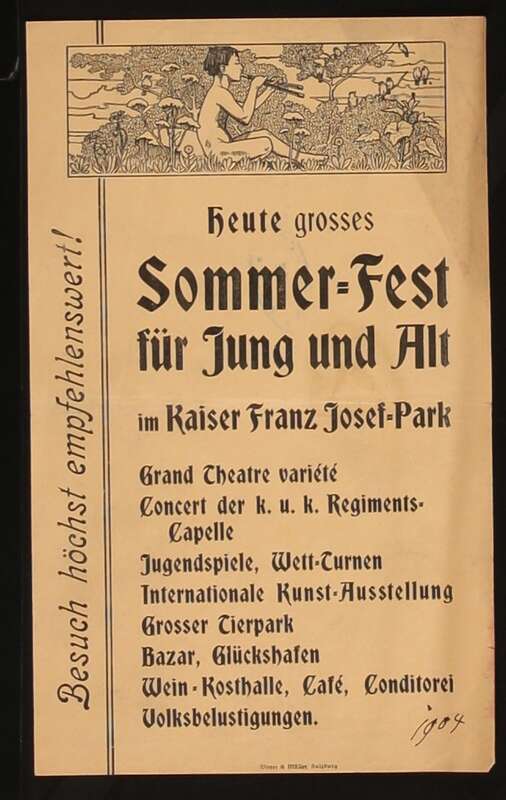 Heute grosses
Sommer=Fest
für Jung und Alt
im Kaiser Franz Josef=Park
Grand Theatre variété
Concert der k. u. k. Regiments=
Capelle
Jugendspiele, Wett=Turnen
Internationale Kunst=Ausstellung
Grosser Tierpark
Bazar, Glückshafen
Wein=Kosthalle, Café, Conditorei
Volksbelustigungen.
Besuch höchst empfehlenswert!
1904
Salzburg